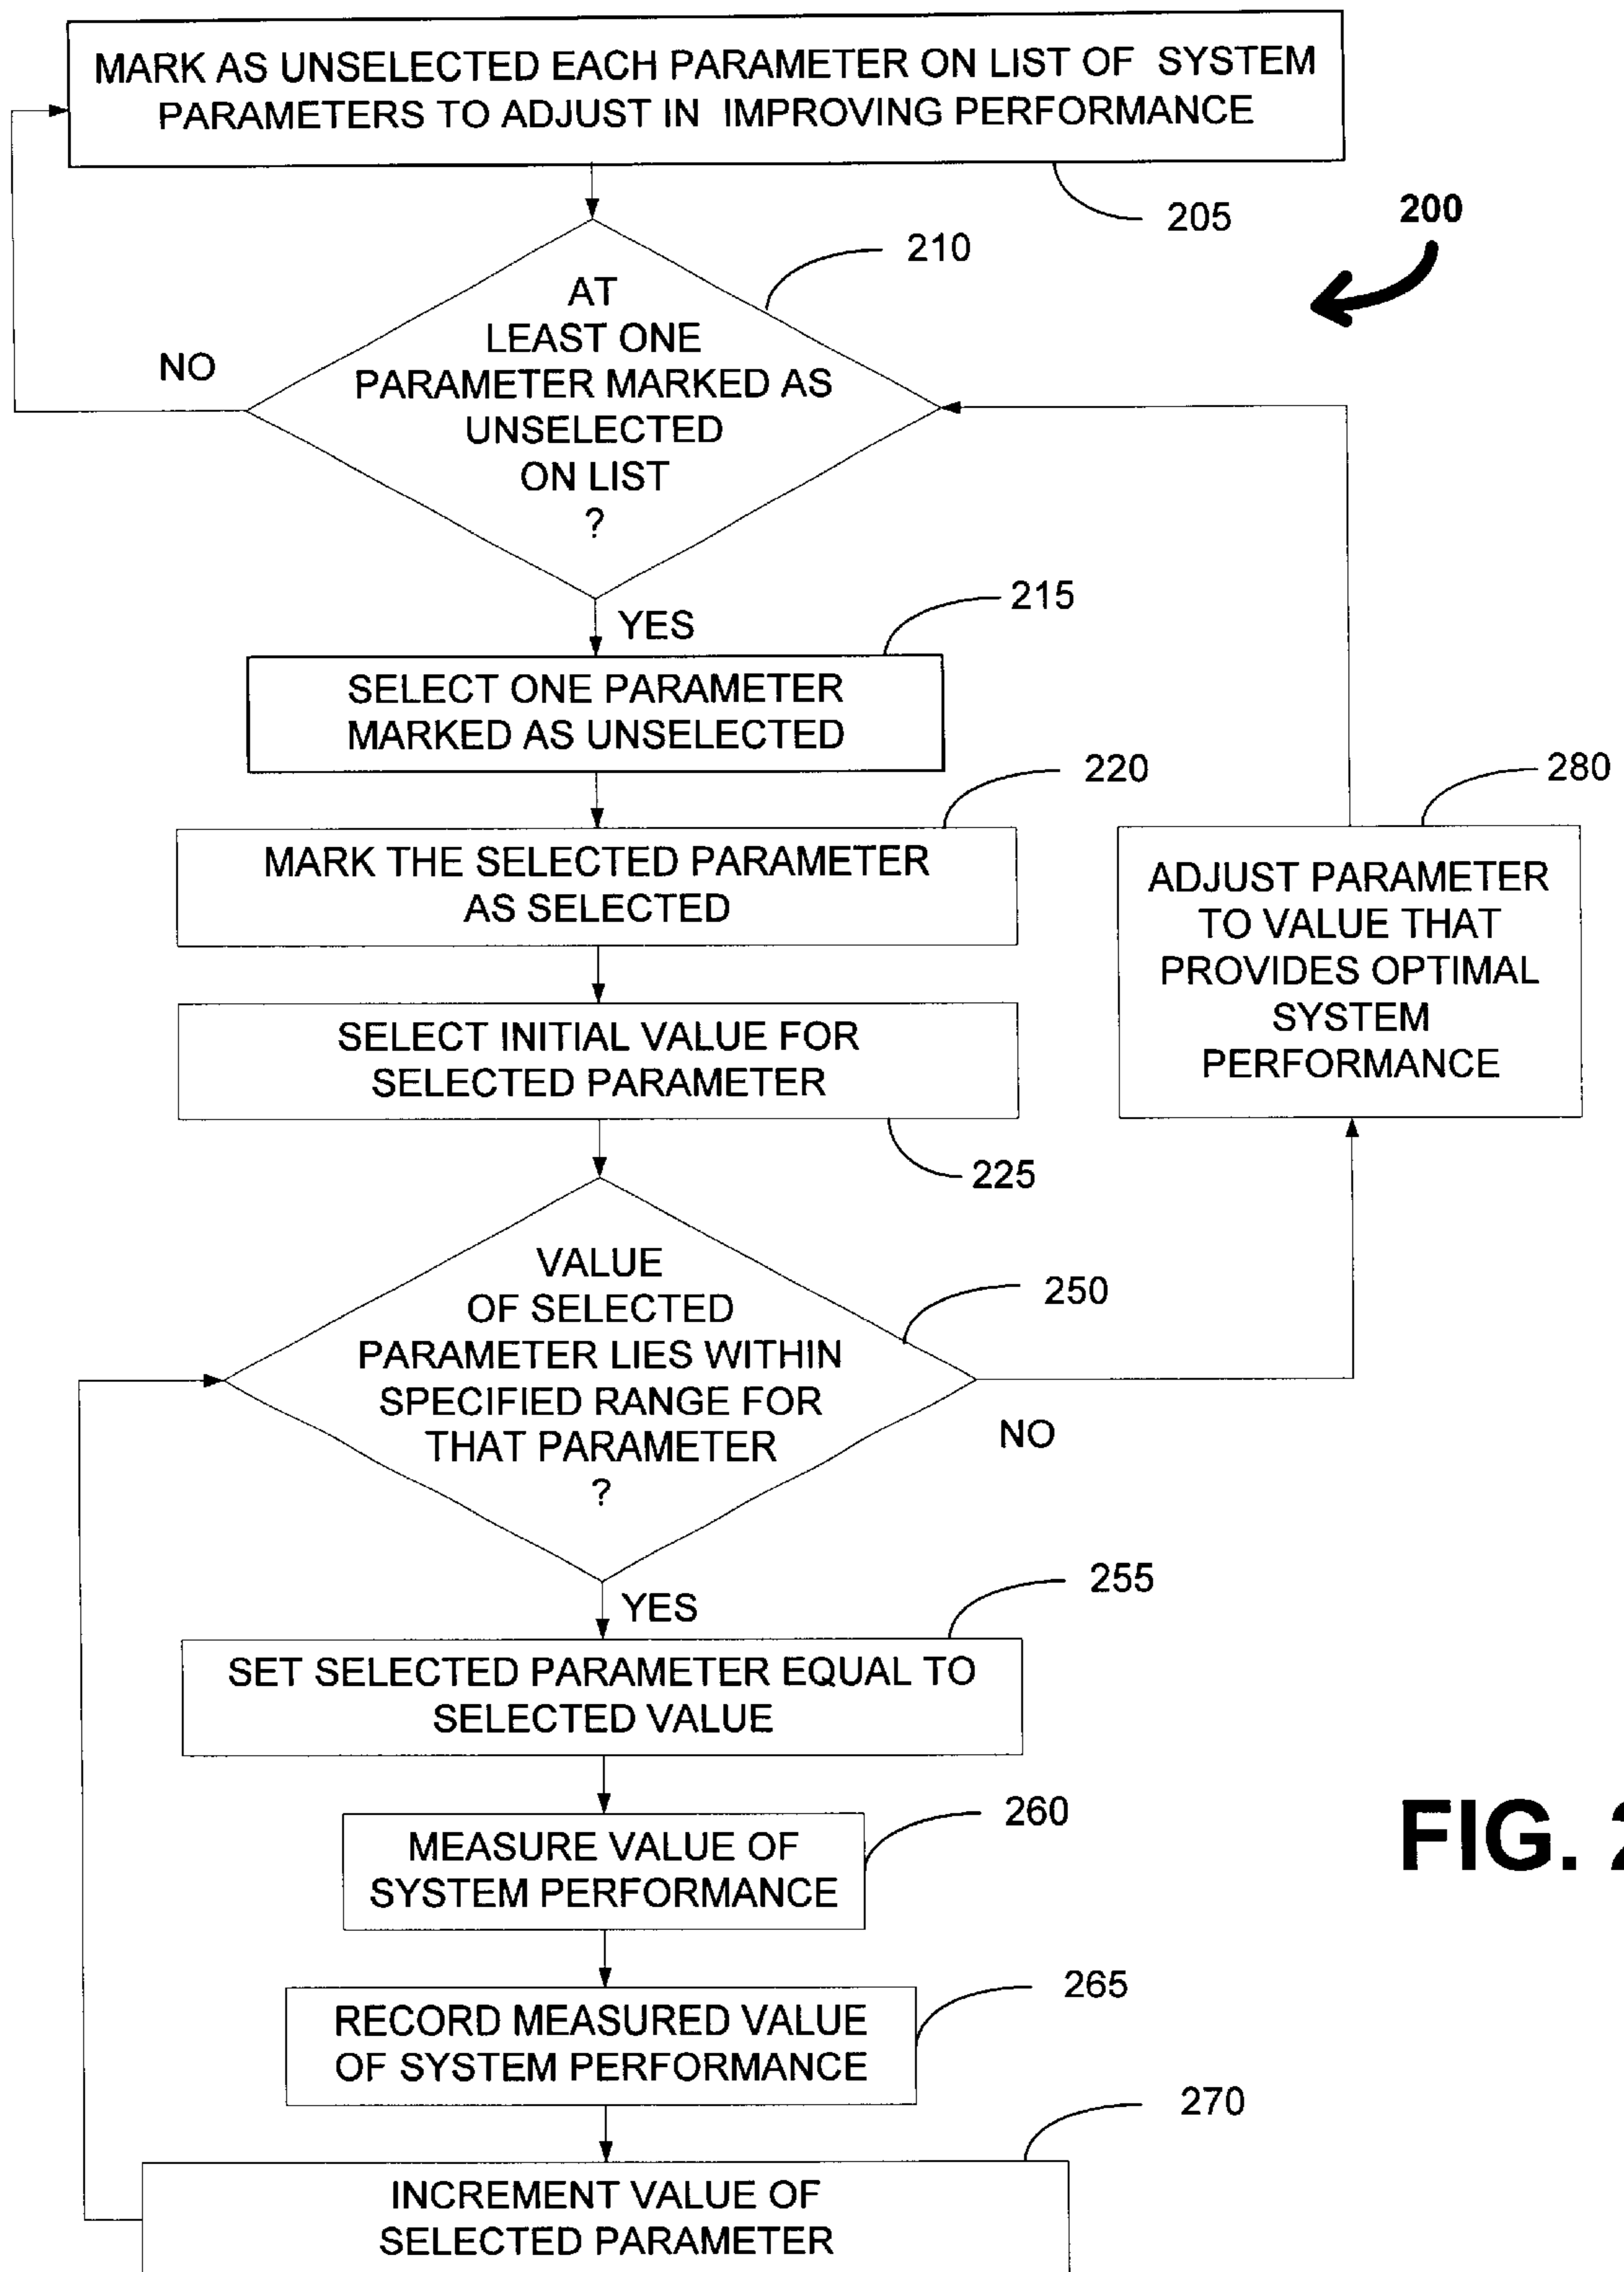 MARK AS UNSELECTED EACH PARAMETER ON LIST OF SYSTEM
PARAMETERS TO ADJUST IN IMPROVING PERFORMANCE
205
200
210
AT
LEAST ONE
PARAMETER MARKED AS
UNSELECTED
ON LIST
?
NO
YES
215
SELECT ONE PARAMETER
MARKED AS UNSELECTED
220
MARK THE SELECTED PARAMETER
AS SELECTED
280
ADJUST PARAMETER
TO VALUE THAT
PROVIDES OPTIMAL
SYSTEM
PERFORMANCE
SELECT INITIAL VALUE FOR
SELECTED PARAMETER
225
VALUE
OF SELECTED
PARAMETER LIES WITHIN
SPECIFIED RANGE FOR
THAT PARAMETER
?
250
NO
YES
255
SET SELECTED PARAMETER EQUAL TO
SELECTED VALUE
260
MEASURE VALUE OF
SYSTEM PERFORMANCE
FIG. 2
265
RECORD MEASURED VALUE
OF SYSTEM PERFORMANCE
270
INCREMENT VALUE OF
SELECTED PARAMETER